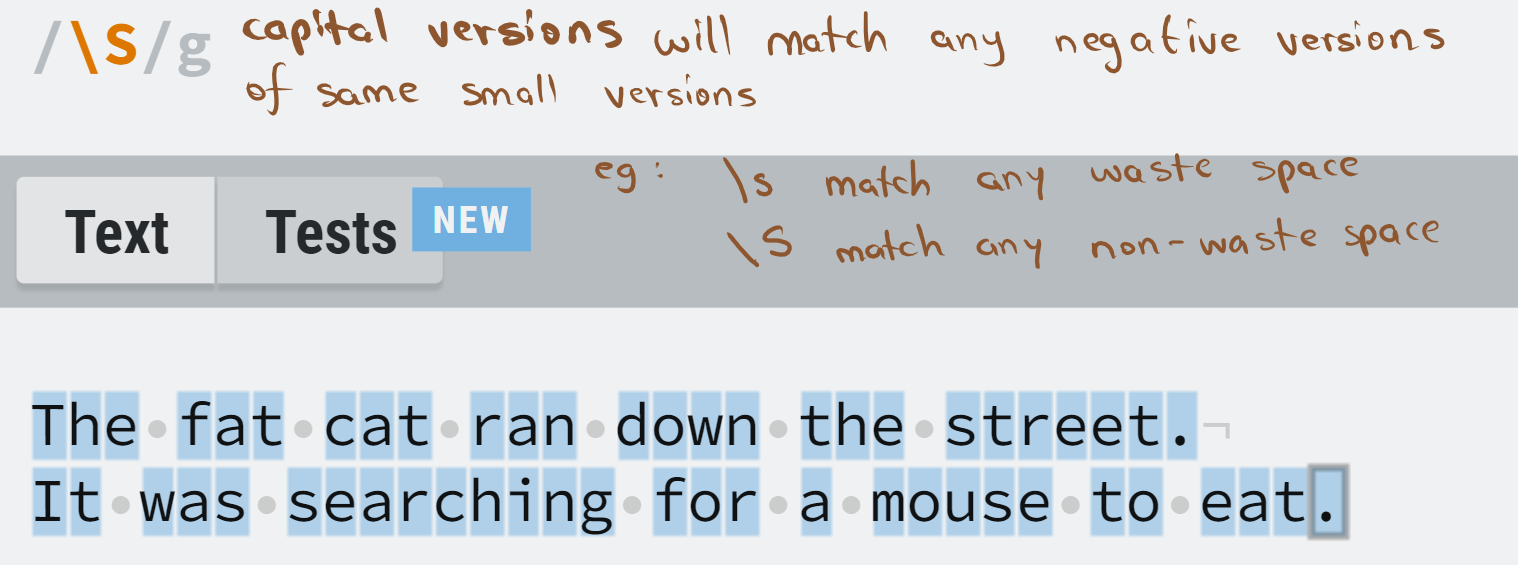 /\S/g capital versions will match any negative versions
of same small versions
eg: \s match any waste space
Text Tests NEW
\S match any non-waste space
The fat cat ran down the street.
It was searching for a mouse to eat.